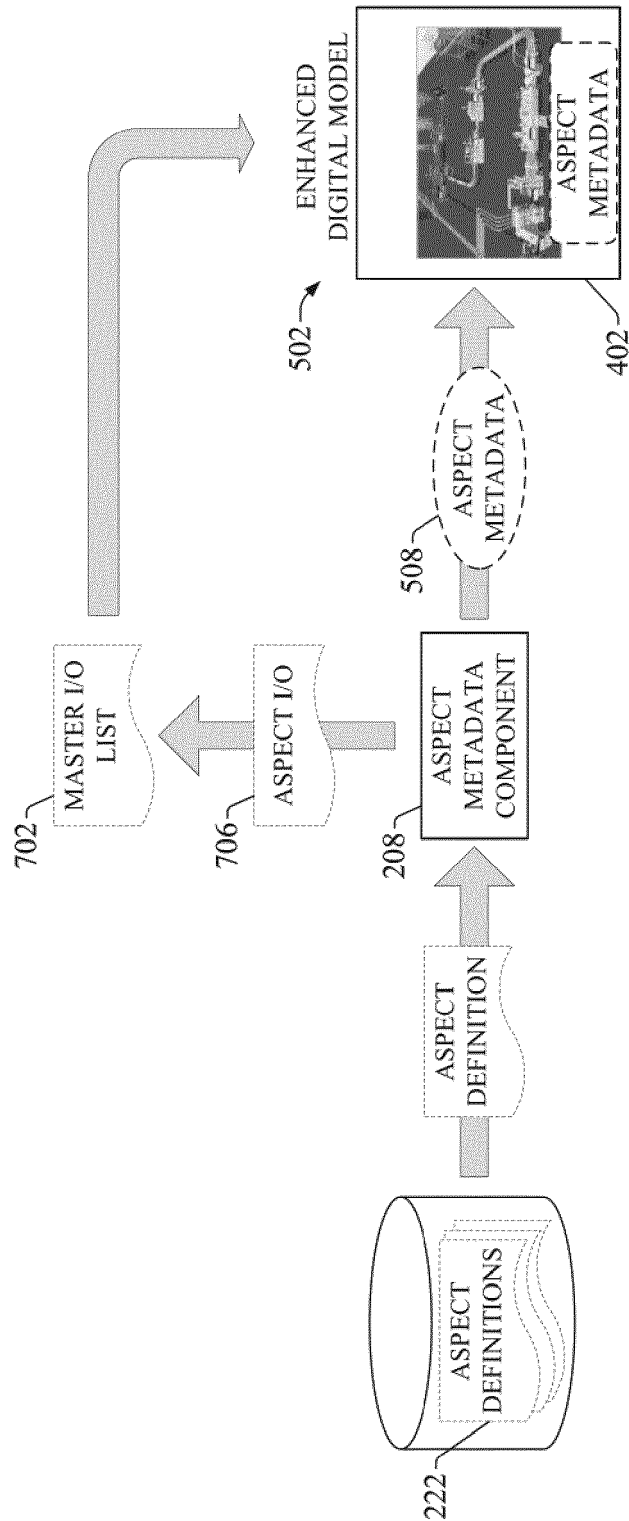 702
MASTER I/O
LIST
706
ASPECT I/O
222
ASPECT
DEFINITIONS
ASPECT
DEFINITION
208
ASPECT
METADATA
COMPONENT
508
ASPECT
METADATA
502
ENHANCED
DIGITAL MODEL
ASPECT
METADATA
402